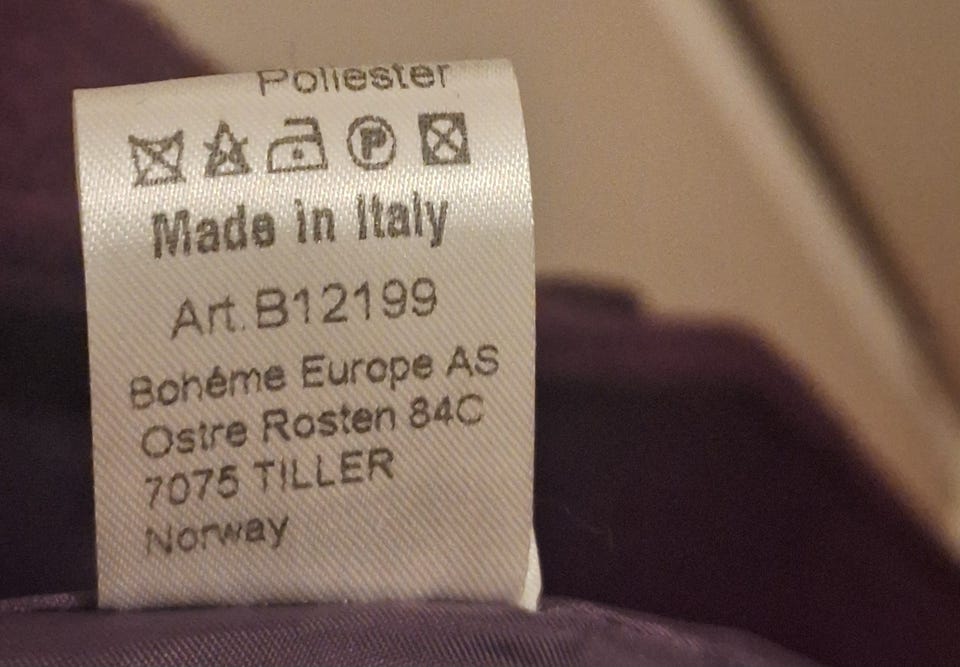 Poliester
P
Made in Italy
Art.B12199
Bohéme Europe AS
Ostre Rosten 84C
7075 TILLER
Norway